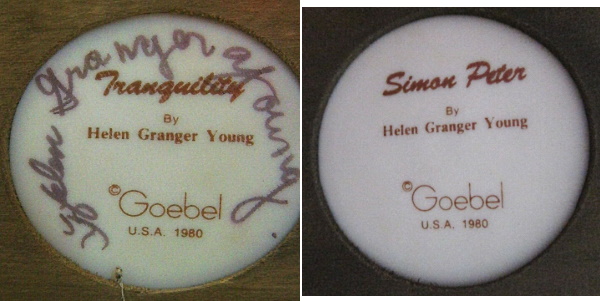 Helen Granger Young
Tranquility
By
Helen Granger Young
© Goebel
U.S.A. 1980
Simon Peter
By
Helen Granger Young
© Goebel
U.S.A. 1980